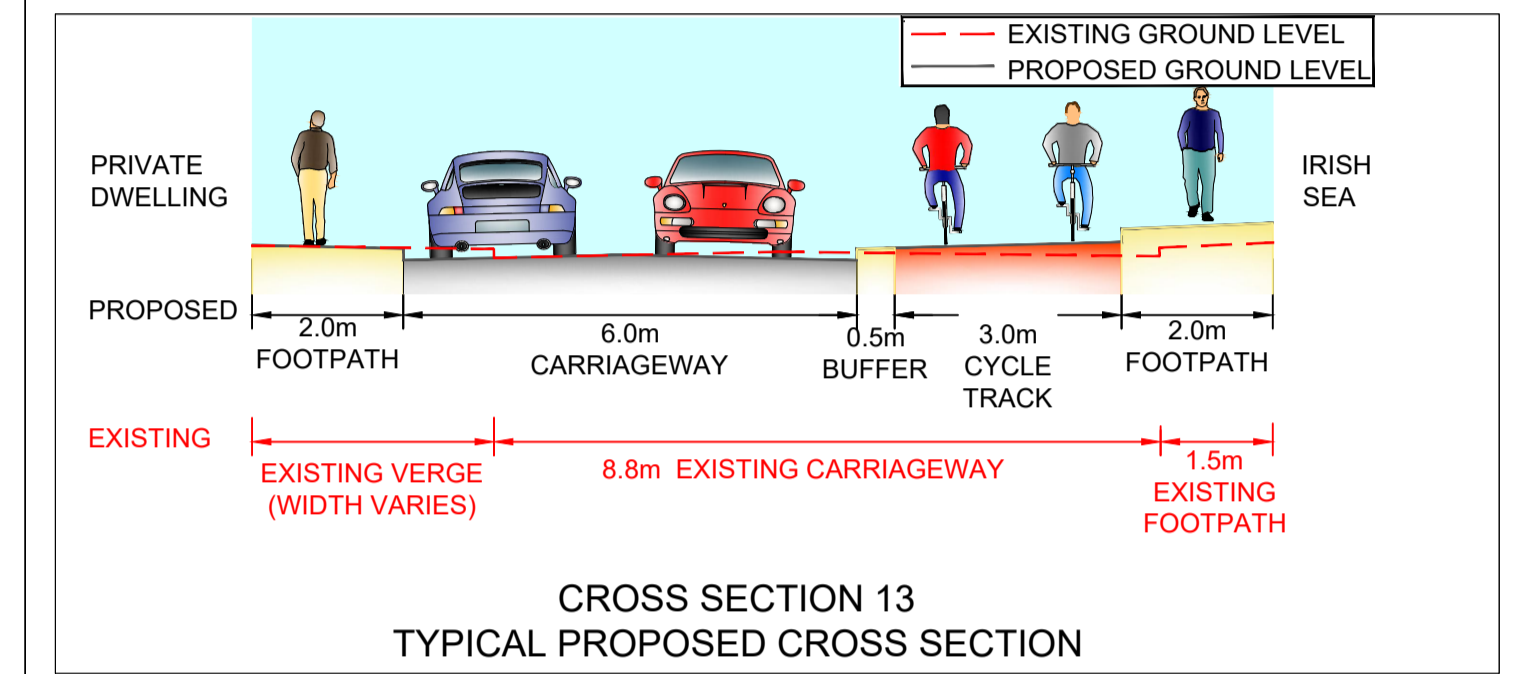 EXISTING GROUND LEVEL
PROPOSED GROUND LEVEL
PRIVATE
DWELLING
IRISH
SEA
PROPOSED
2.0m
FOOTPATH
6.0m
CARRIAGEWAY
0.5m
BUFFER
3.0m
CYCLE
TRACK
2.0m
FOOTPATH
EXISTING
EXISTING VERGE
(WIDTH VARIES)
8.8m EXISTING CARRIAGEWAY
1.5m
EXISTING
FOOTPATH
CROSS SECTION 13
TYPICAL PROPOSED CROSS SECTION